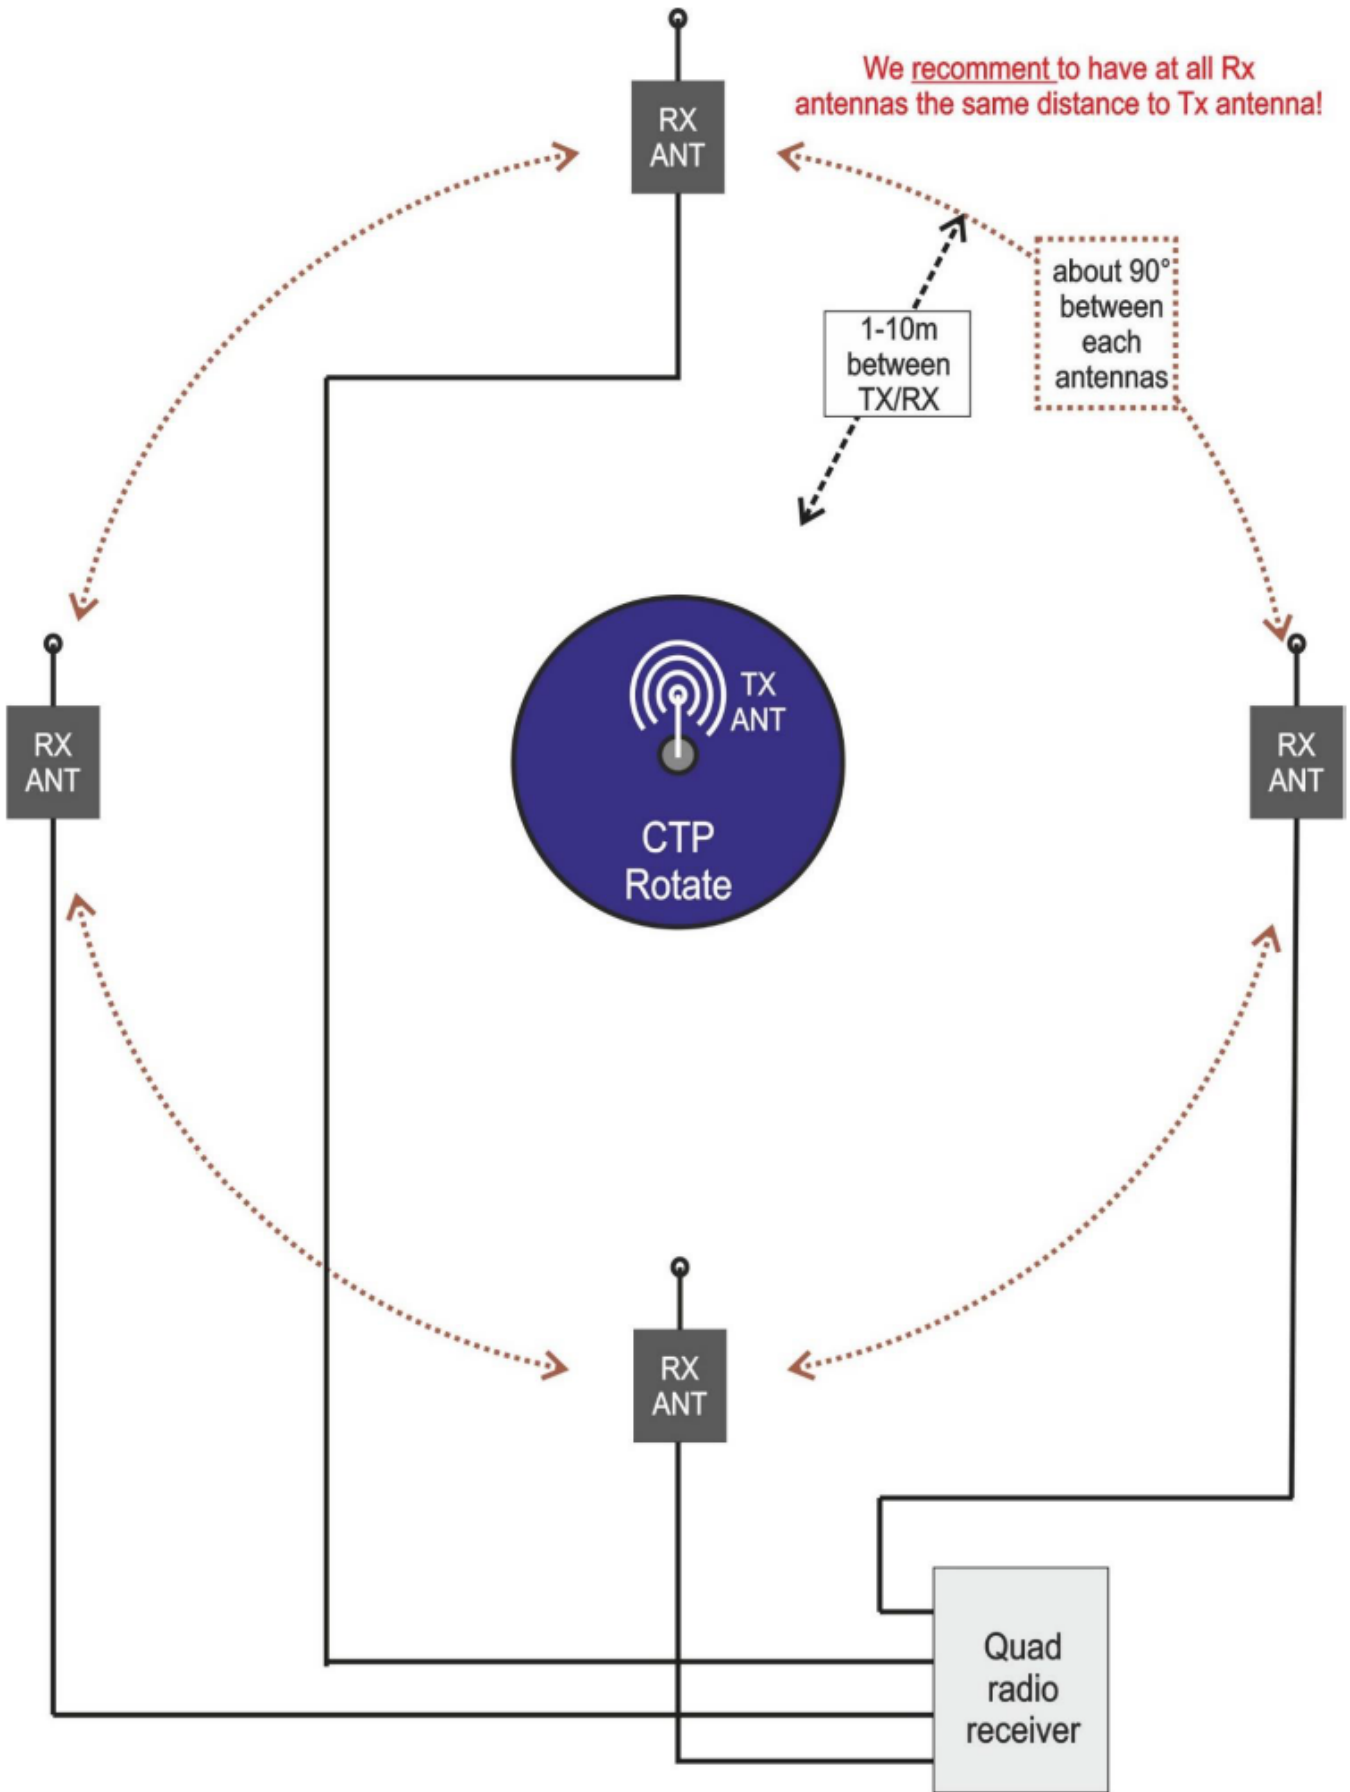 We recomment to have at all Rx
antennas the same distance to Tx antenna!
RX
ANT
about 90°
between
each
antennas
1-10m
between
TX/RX
TX
ANT
CTP
Rotate
RX
ANT
RX
ANT
RX
ANT
Quad
radio
receiver